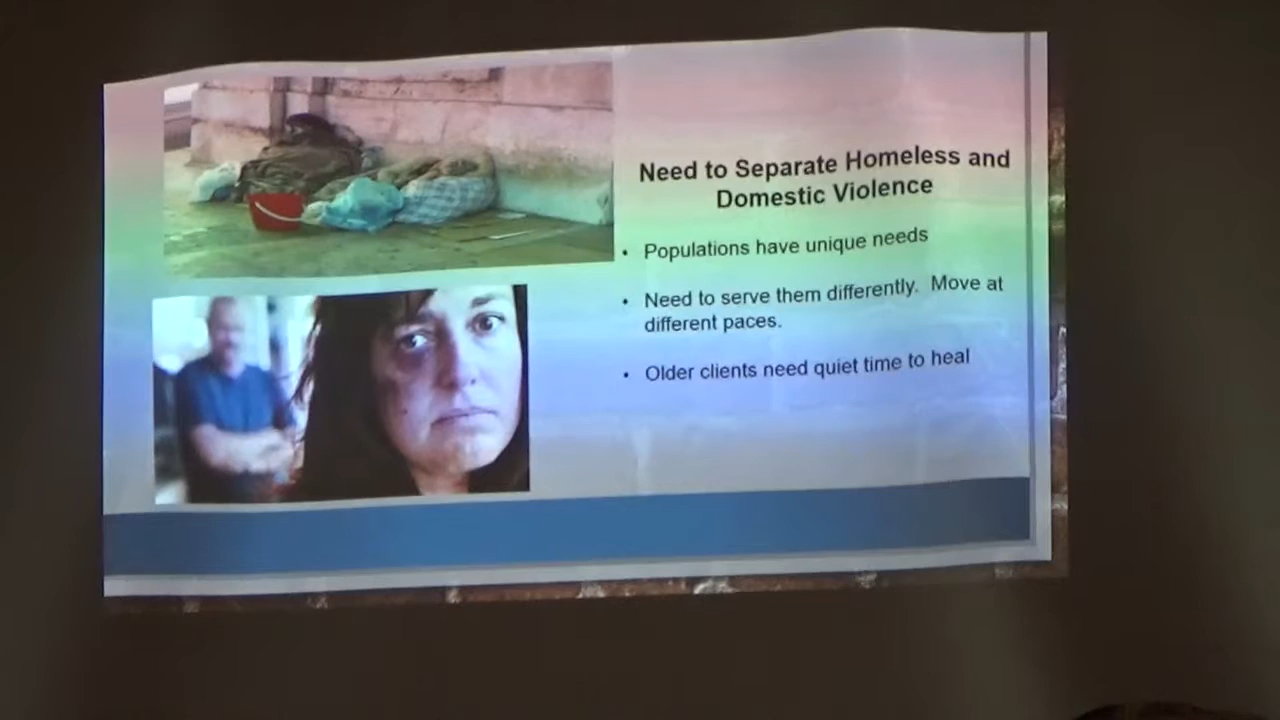 Need to Separate Homeless and
Domestic Violence
• Populations have unique needs
• Need to serve them differently. Move at
different paces.
• Older clients need quiet time to heal